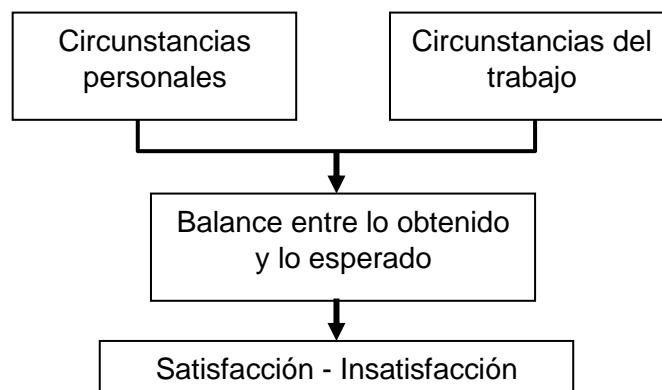 Circunstancias
personales
Circunstancias del
trabajo
Balance entre lo obtenido
y lo esperado
Satisfacción - Insatisfacción